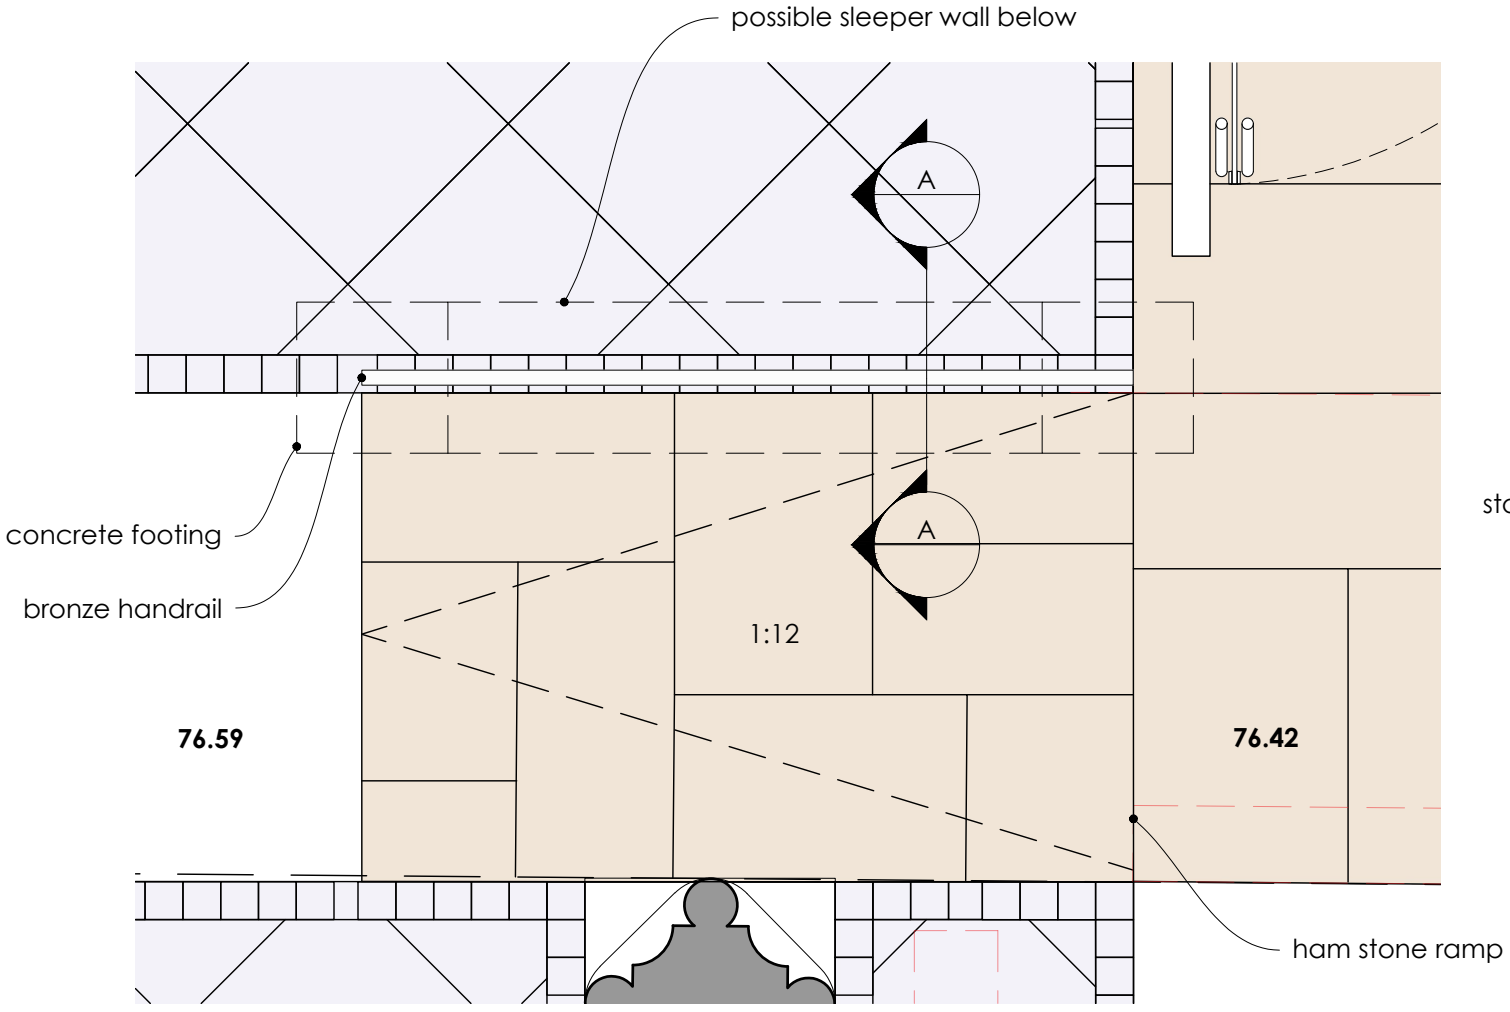 possible sleeper wall below
A
concrete footing
A
bronze handrail
1:12
76.59
76.42
ham stone ramp